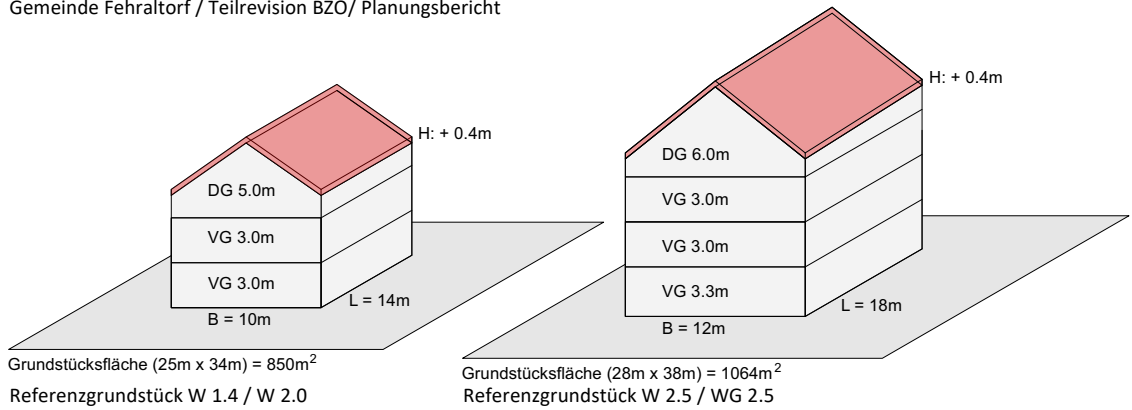 Gemeinde Fehraltorf / Teilrevision BZO/ Planungsbericht
H: + 0.4m
DG 5.0m
VG 3.0m
VG 3.0m
L = 14m
B = 10m
Grundstücksfläche (25m x 34m) = 850m²
Referenzgrundstück W 1.4 / W 2.0
H: + 0.4m
DG 6.0m
VG 3.0m
VG 3.0m
VG 3.3m
L = 18m
B = 12m
Grundstücksfläche (28m x 38m) = 1064m²
Referenzgrundstück W 2.5 / WG 2.5